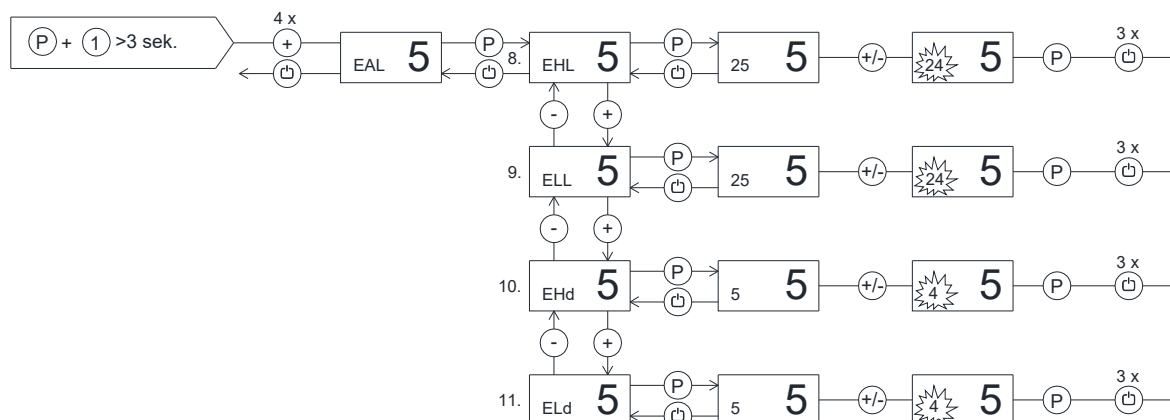 4 x
P + 1 >3 sek.
+
EAL 5
P
8. EHL 5
P
25 5
+/-
24 5
P
3 x
- +
9. ELL 5
P
25 5
+/-
24 5
P
3 x
- +
10. EHd 5
P
5 5
+/-
4 5
P
3 x
- +
11. ELd 5
P
5 5
+/-
4 5
P
3 x